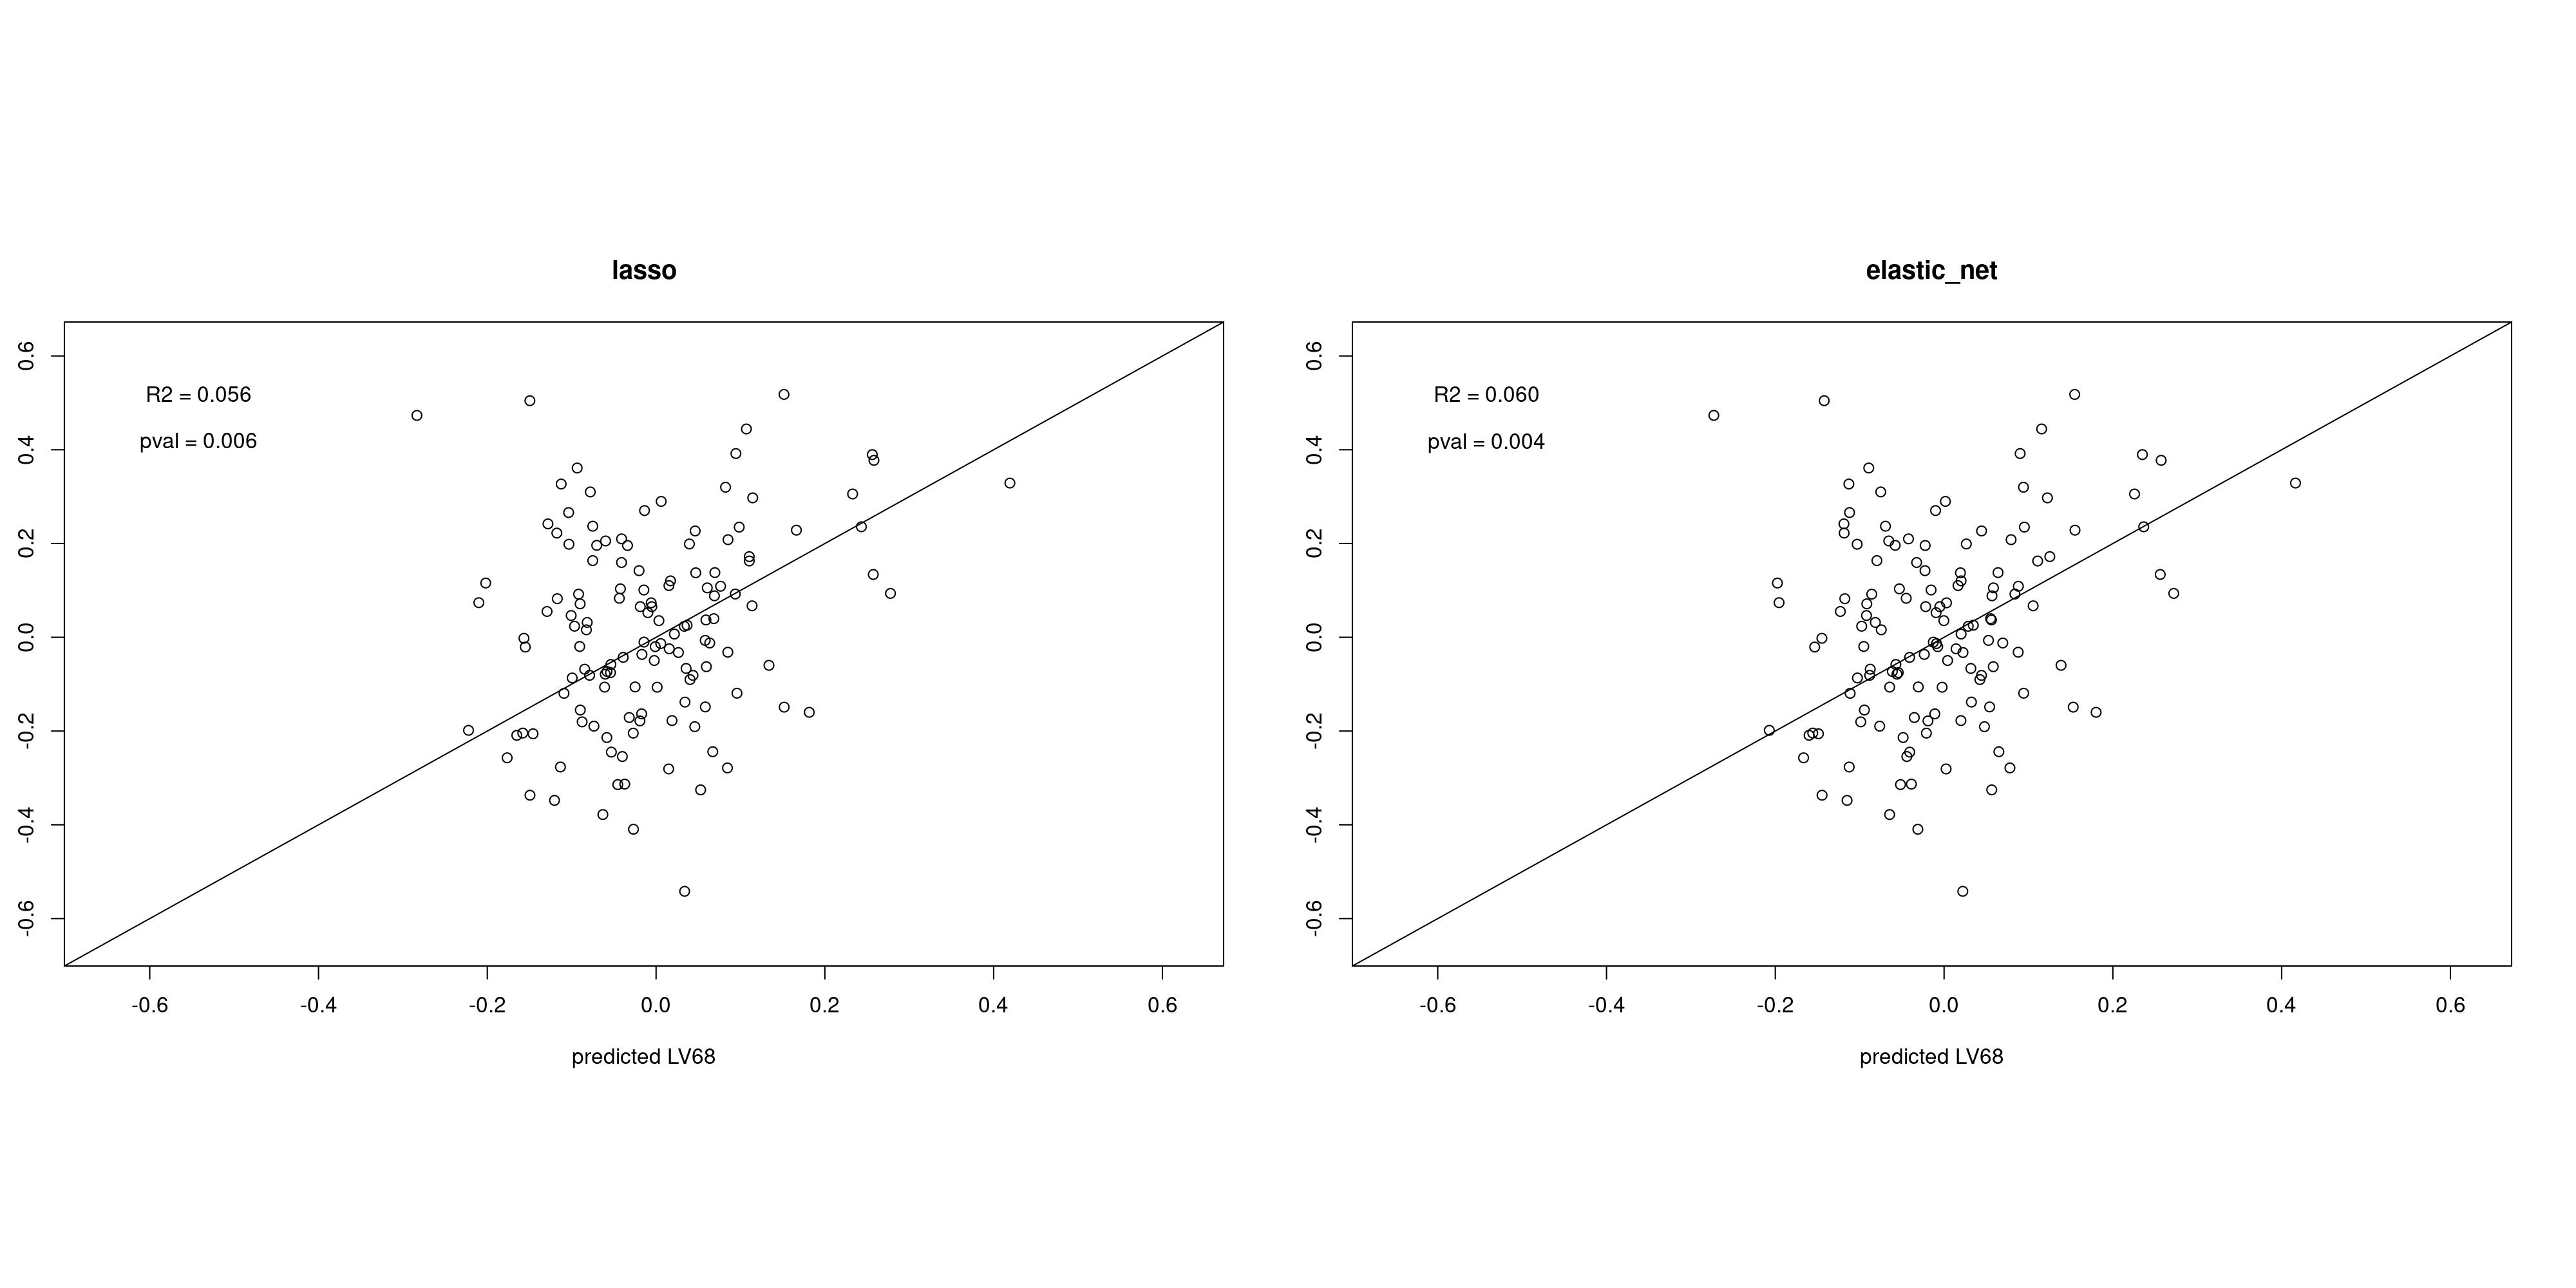 lasso
R2 = 0.056
pval = 0.006
0.6
0.4
0.2
0.0
-0.2
-0.4
-0.6
-0.6 -0.4 -0.2 0.0 0.2 0.4 0.6
predicted LV68
elastic_net
R2 = 0.060
pval = 0.004
0.6
0.4
0.2
0.0
-0.2
-0.4
-0.6
-0.6 -0.4 -0.2 0.0 0.2 0.4 0.6
predicted LV68